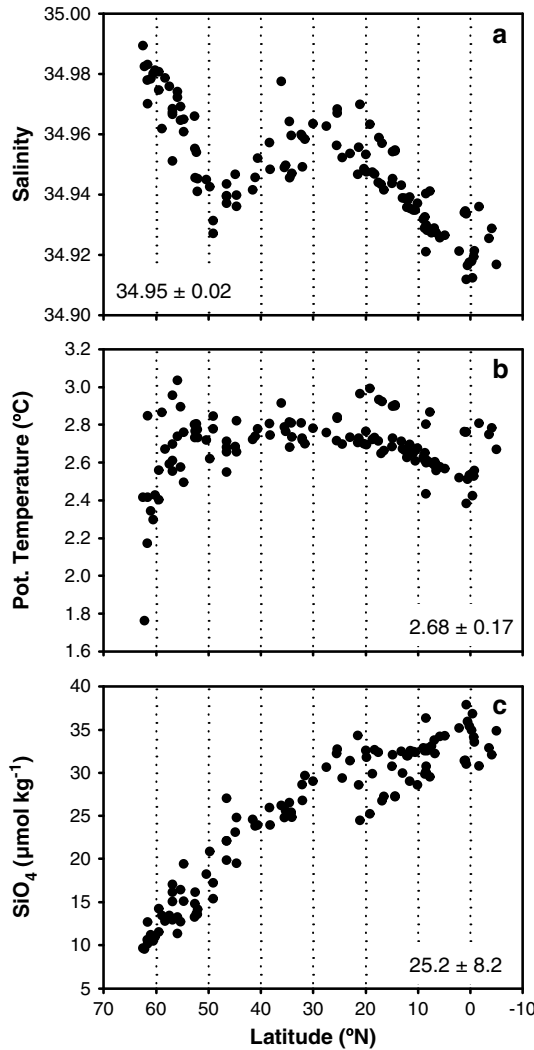 a
35.00
34.98
34.96
34.94
34.92
34.90
Salinity
34.95 ± 0.02
b
3.2
3.0
2.8
2.6
2.4
2.2
2.0
1.8
1.6
Pot. Temperature (ºC)
2.68 ± 0.17
c
40
35
30
25
20
15
10
5
SiO₄ (µmol kg⁻¹)
25.2 ± 8.2
70 60 50 40 30 20 10 0 -10
Latitude (ºN)